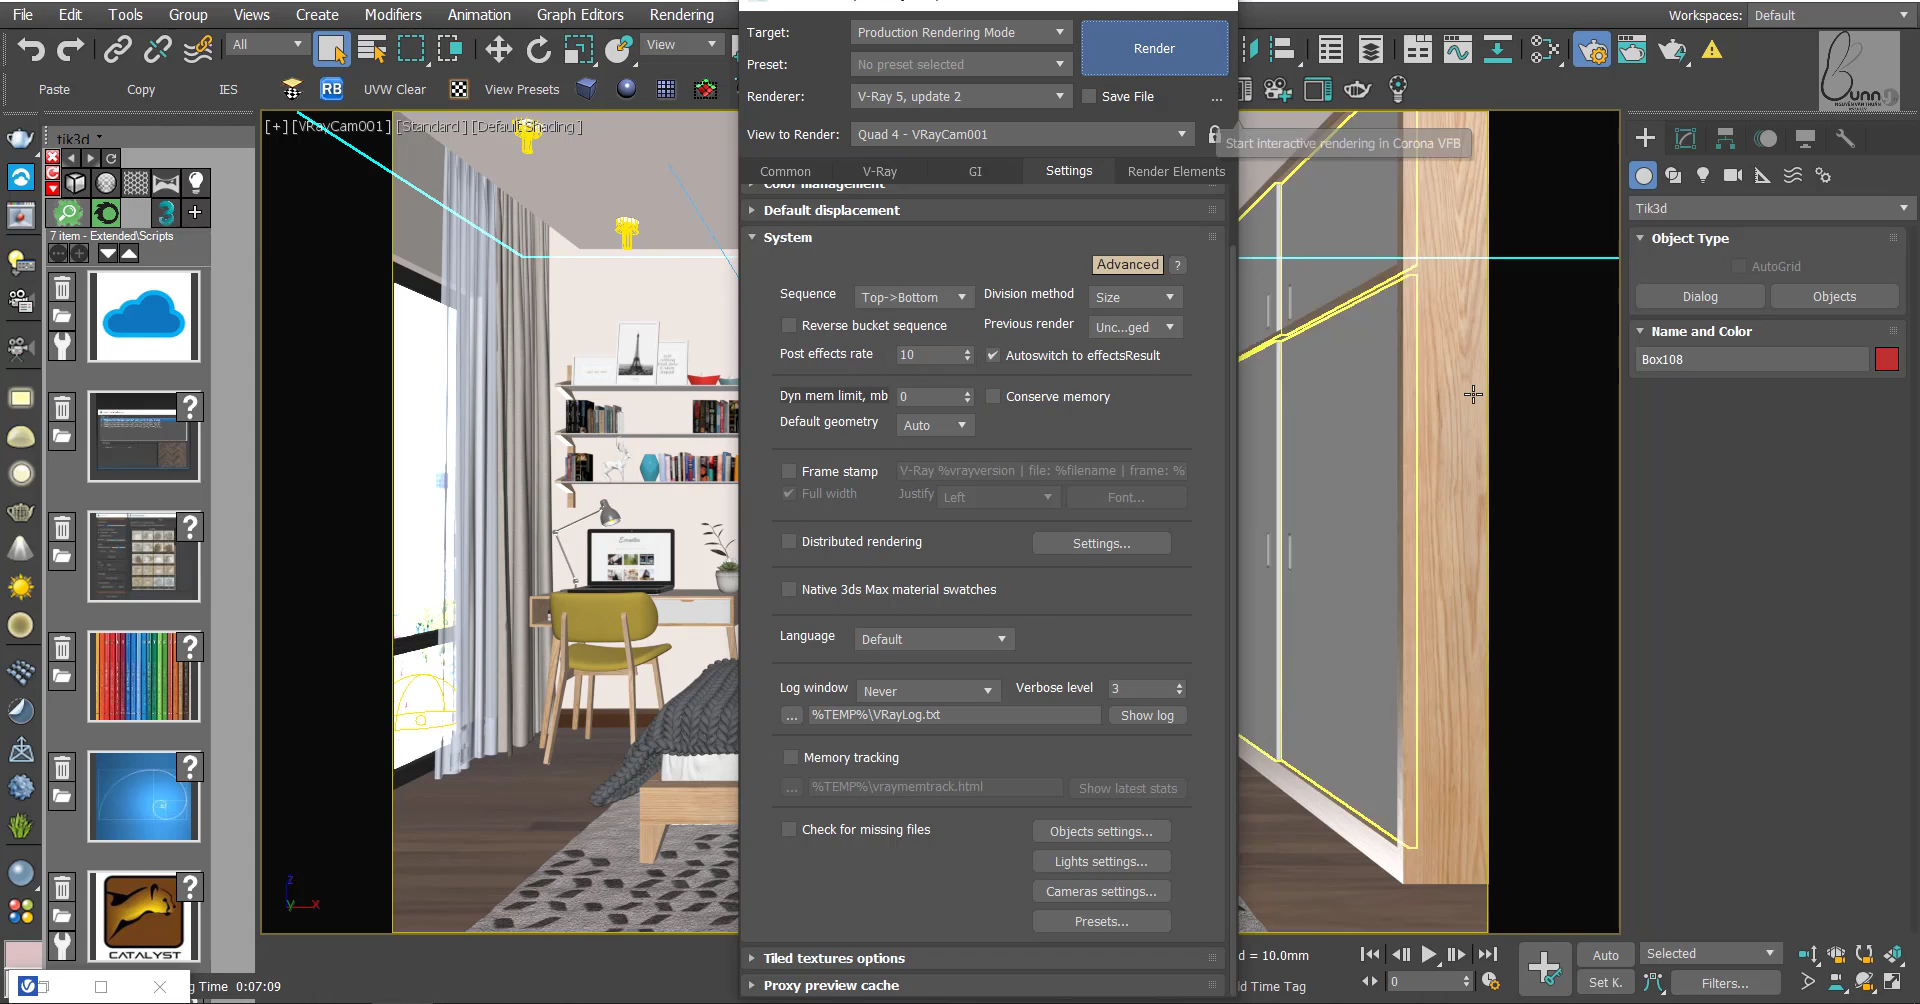 File Edit Tools Group Views Create Modifiers Animation Graph Editors Rendering
Workspaces: Default
All
View
Paste Copy IES
RB UVW Clear View Presets
Bunn
NGUYEN VAN THUAN
Target: Production Rendering Mode
Render
Preset: No preset selected
Renderer: V-Ray 5, update 2
Save File
...
View to Render: Quad 4 - VRayCam001
Start interactive rendering in Corona VFB
Common V-Ray GI Settings Render Elements
Color management
Default displacement
System
Advanced ?
Sequence Top->Bottom Division method Size
Reverse bucket sequence Previous render Unc...ged
Post effects rate 10 Autoswitch to effectsResult
Dyn mem limit, mb 0 Conserve memory
Default geometry Auto
Frame stamp V-Ray %vrayversion | file: %filename | frame: %
Full width Justify Left Font...
Distributed rendering Settings...
Native 3ds Max material swatches
Language Default
Log window Never Verbose level 3
... %TEMP%\VRayLog.txt Show log
Memory tracking
... %TEMP%\vraymemtrack.html Show latest stats
Check for missing files Objects settings...
Lights settings...
Cameras settings...
Presets...
Tiled textures options
Proxy preview cache
[+] [VRayCam001] [Standard] [Default Shading]
tik3d
3
7 item - Extended\Scripts
CATALYST
z
y x
g Time 0:07:09
Tik3d
Object Type
AutoGrid
Dialog Objects
Name and Color
Box108
d = 10.0mm
Auto Selected
dd Time Tag
0
Set K. Filters...